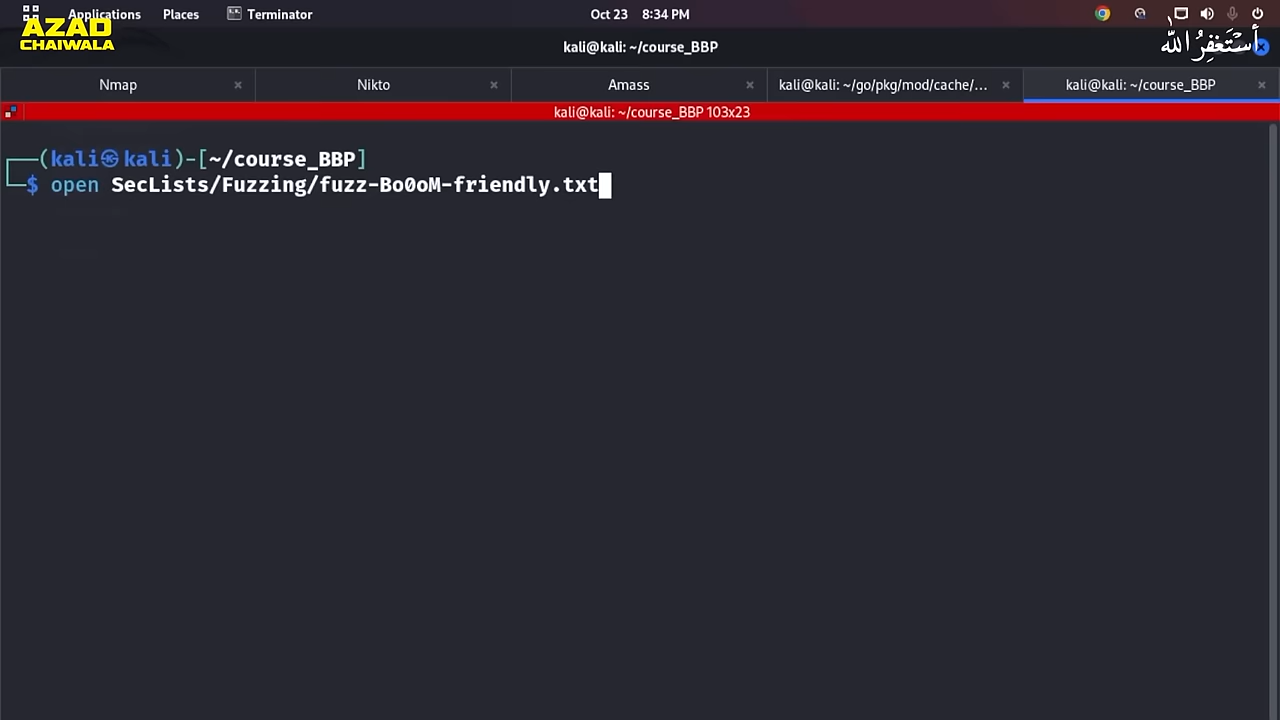 Applications Places Terminator Oct 23 8:34 PM
AZAD
CHAIWALA
kali@kali: ~/course_BBP
أستغفر الله
Nmap × Nikto × Amass × kali@kali: ~/go/pkg/mod/cache/... × kali@kali: ~/course_BBP ×
kali@kali: ~/course_BBP 103x23
┌──(kali㉿kali)-[~/course_BBP]
└─$ open SecLists/Fuzzing/fuzz-Bo0oM-friendly.txt